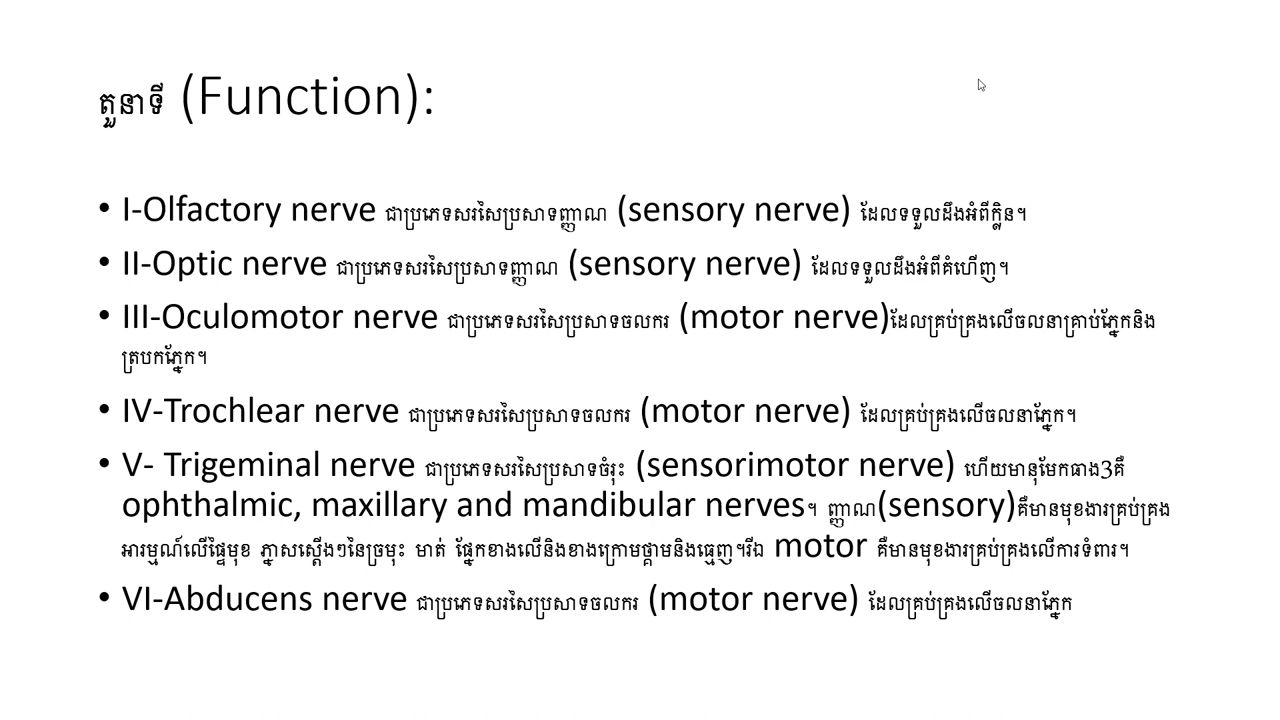 តួនាទី (Function):
• I-Olfactory nerve ជាប្រភេទសរសៃប្រសាទញ្ញាណ (sensory nerve) ដែលទទួលដឹងអំពីក្លិន។
• II-Optic nerve ជាប្រភេទសរសៃប្រសាទញ្ញាណ (sensory nerve) ដែលទទួលដឹងអំពីគំហើញ។
• III-Oculomotor nerve ជាប្រភេទសរសៃប្រសាទចលករ (motor nerve)ដែលគ្រប់គ្រងលើចលនាគ្រាប់ភ្នែកនិង
ត្របកភ្នែក។
• IV-Trochlear nerve ជាប្រភេទសរសៃប្រសាទចលករ (motor nerve) ដែលគ្រប់គ្រងលើចលនាភ្នែក។
• V- Trigeminal nerve ជាប្រភេទសរសៃប្រសាទចំរុះ (sensorimotor nerve) ហើយមានុមែកធាង3គឺ
ophthalmic, maxillary and mandibular nerves។ ញ្ញាណ(sensory)គឺមានមុខងារគ្រប់គ្រង
អារម្មណ៍លើផ្ទៃមុខ ភ្នាសស្តើងៗនៃច្រមុះ មាត់ ផ្នែកខាងលើនិងខាងក្រោមថ្គាមនិងធ្មេញ។រីឯ motor គឺមានមុខងារគ្រប់គ្រងលើការទំពារ។
• VI-Abducens nerve ជាប្រភេទសរសៃប្រសាទចលករ (motor nerve) ដែលគ្រប់គ្រងលើចលនាភ្នែក